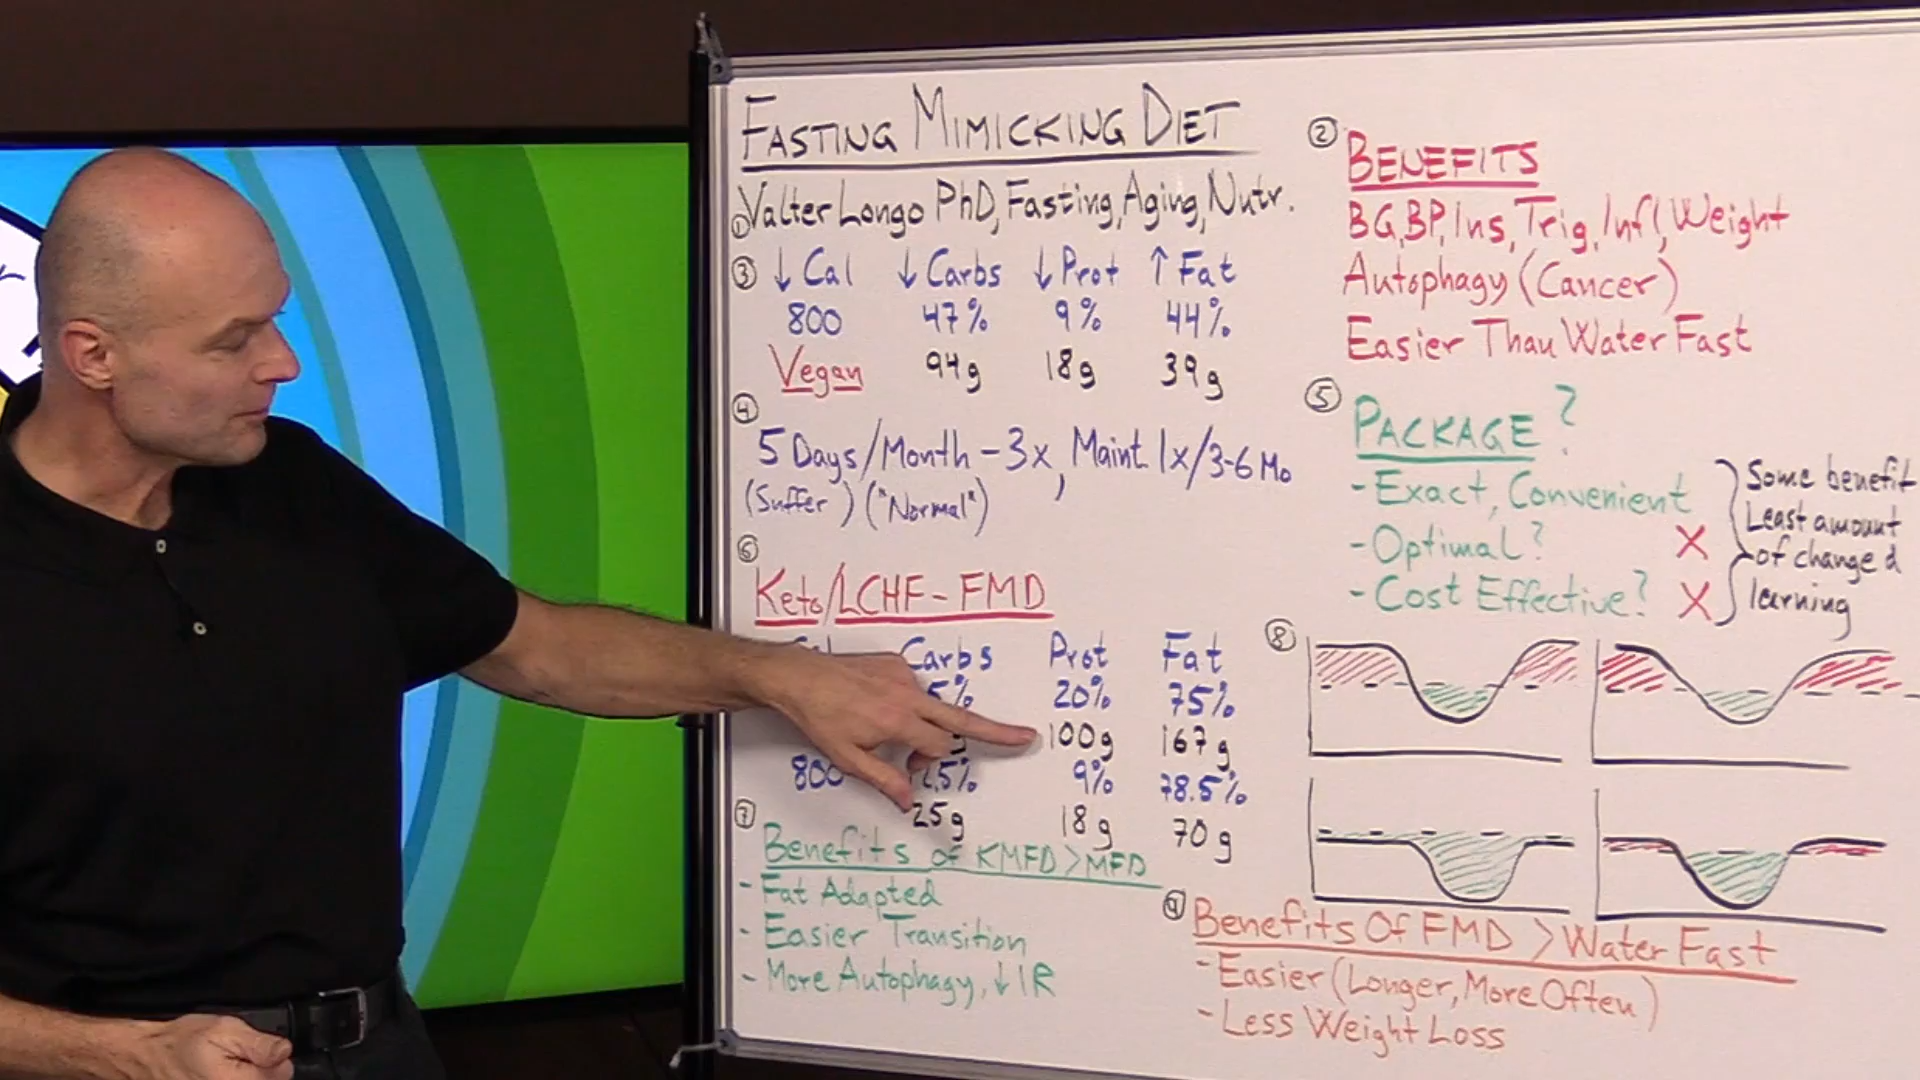 FASTING MIMICKING DIET
① Valter Longo PhD, Fasting, Aging, Nutr.
③ ↓ Cal ↓ Carbs ↓ Prot ↑ Fat
800 47% 9% 44%
Vegan 94g 18g 39g
④
5 Days/Month - 3x, Maint 1x/3-6 Mo
(Suffer) ("Normal")
⑥
Keto/LCHF - FMD
Carbs Prot Fat
5% 20% 75%
100g 167g
800 12.5% 9% 78.5%
25g 18g 70g
⑦
Benefits of KMFD > MFD
- Fat Adapted
- Easier Transition
- More Autophagy, ↓ IR
②
BENEFITS
BG, BP, Ins, Trig, Infl, Weight
Autophagy (Cancer)
Easier Than Water Fast
⑤
PACKAGE?
- Exact, Convenient
- Optimal? X
- Cost Effective? X
Some benefit
Least amount
of change &
learning
⑧
⑨ Benefits Of FMD > Water Fast
- Easier (Longer, More Often)
- Less Weight Loss